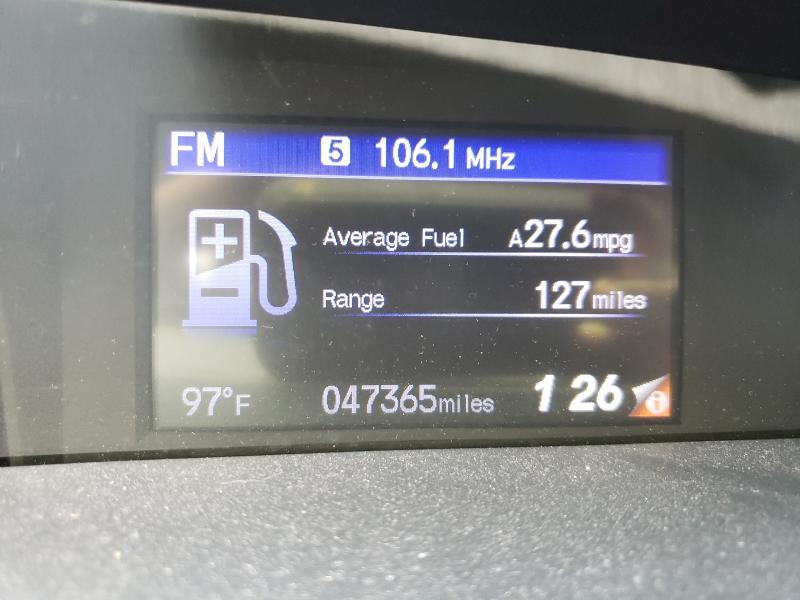 FM 5 106.1 MHz
Average Fuel A27.6mpg
Range 127miles
97°F 047365miles 1 26 i